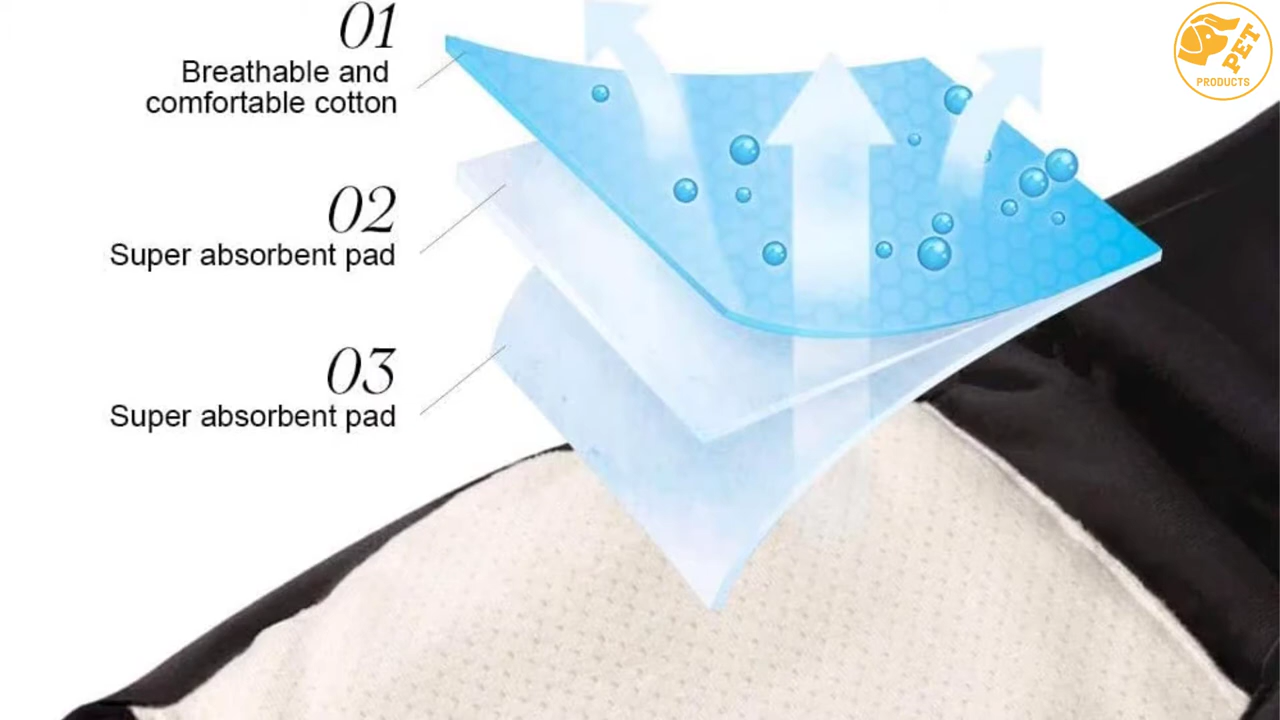 01
Breathable and
comfortable cotton
02
Super absorbent pad
03
Super absorbent pad
PET
PRODUCTS